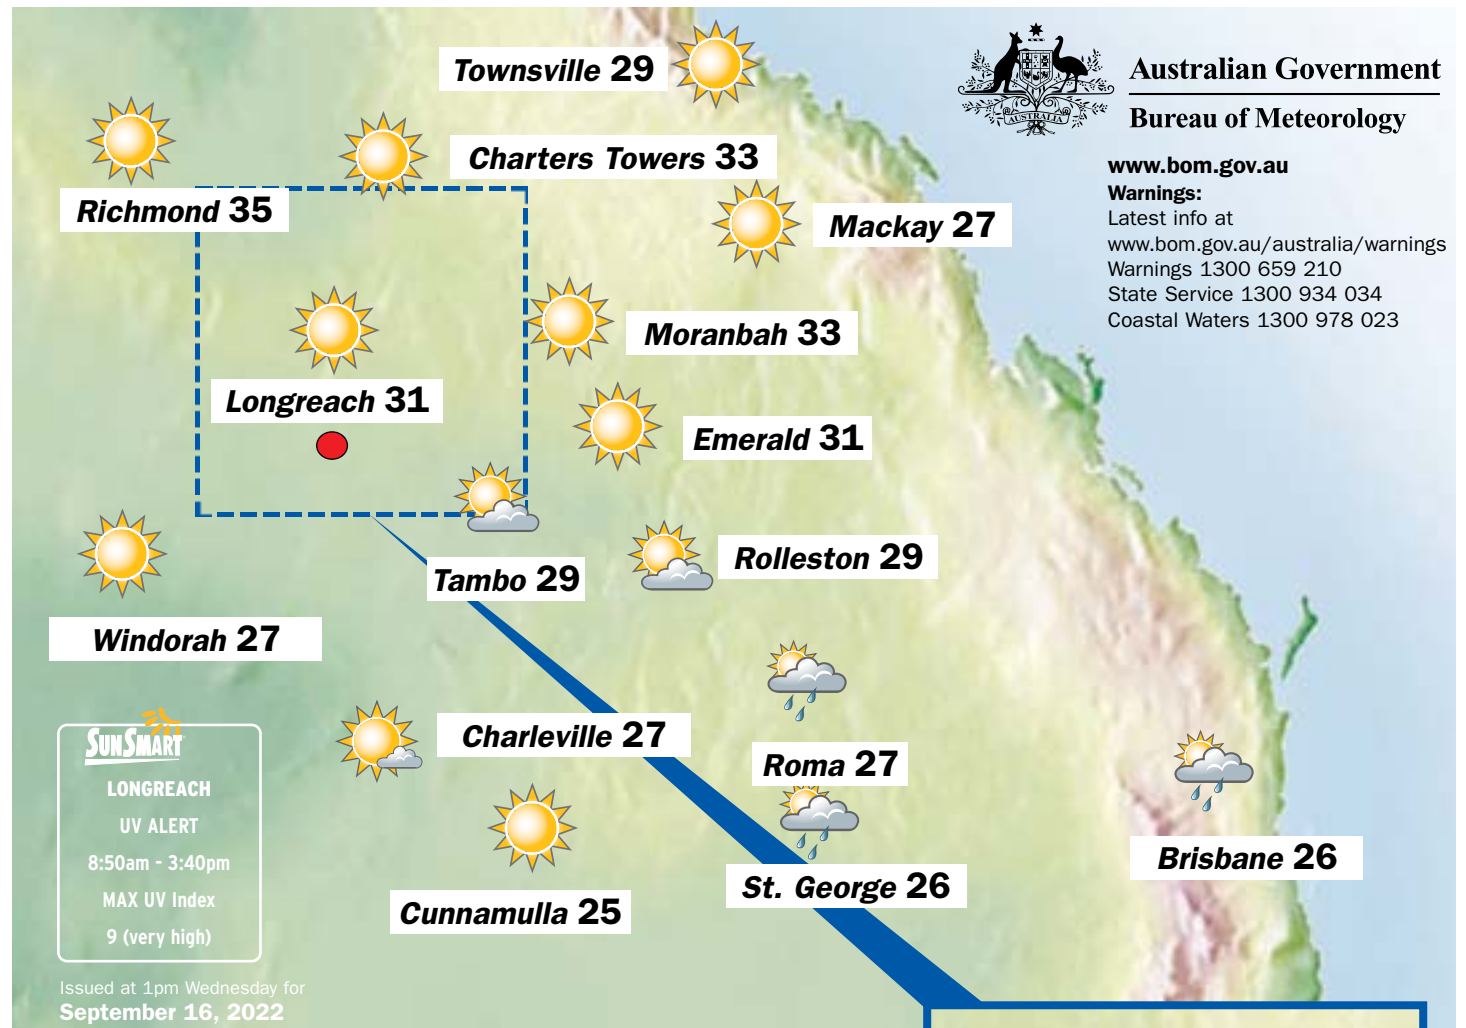 Townsville 29
Australian Government
Bureau of Meteorology
AUSTRALIA
Charters Towers 33
www.bom.gov.au
Warnings:
Latest info at
www.bom.gov.au/australia/warnings
Warnings 1300 659 210
State Service 1300 934 034
Coastal Waters 1300 978 023
Richmond 35
Mackay 27
Moranbah 33
Longreach 31
Emerald 31
Rolleston 29
Tambo 29
Windorah 27
Charleville 27
Roma 27
Brisbane 26
St. George 26
Cunnamulla 25
SUNSMART
LONGREACH
UV ALERT
8:50am - 3:40pm
MAX UV Index
9 (very high)
Issued at 1pm Wednesday for
September 16, 2022